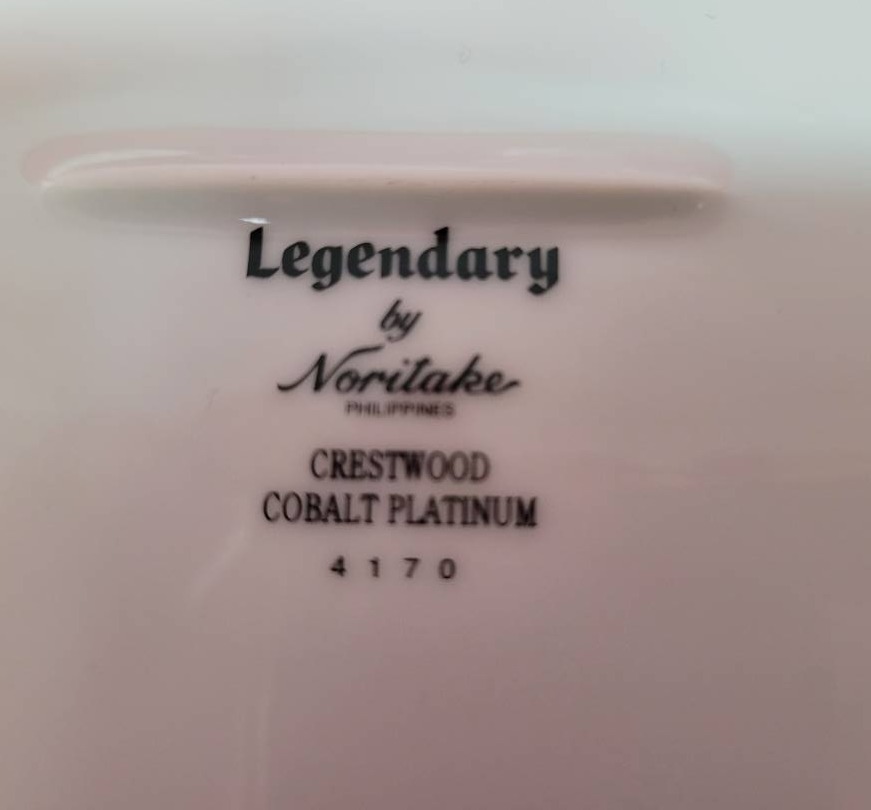 Legendary
by
Noritake
PHILIPPINES
CRESTWOOD
COBALT PLATINUM
4170